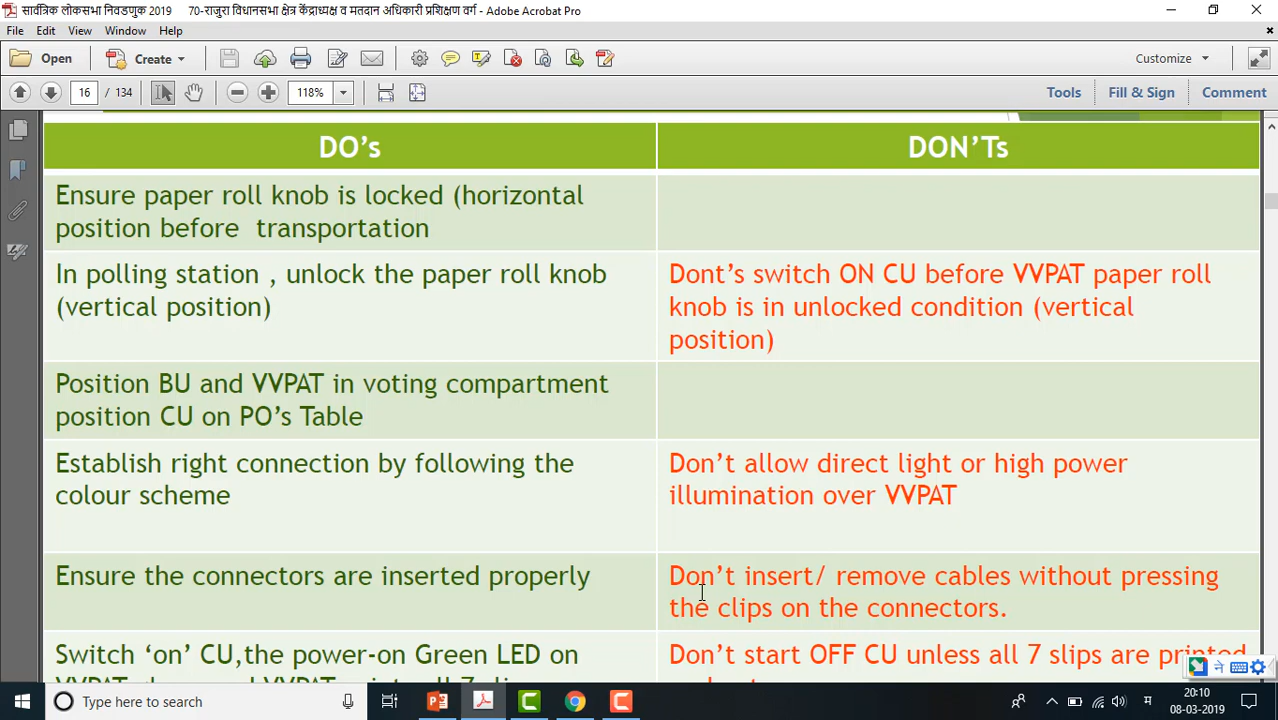 सार्वत्रिक लोकसभा निवडणुक 2019 70-राजुरा विधानसभा क्षेत्र केंद्राध्यक्ष व मतदान अधिकारी प्रशिक्षण वर्ग - Adobe Acrobat Pro
File Edit View Window Help
Open Create Customize
16 / 134 118% Tools Fill & Sign Comment
DO’s DON’Ts
Ensure paper roll knob is locked (horizontal
position before transportation
In polling station , unlock the paper roll knob
(vertical position)
Dont’s switch ON CU before VVPAT paper roll
knob is in unlocked condition (vertical
position)
Position BU and VVPAT in voting compartment
position CU on PO’s Table
Establish right connection by following the
colour scheme
Don’t allow direct light or high power
illumination over VVPAT
Ensure the connectors are inserted properly
Don’t insert/ remove cables without pressing
the clips on the connectors.
Switch ‘on’ CU,the power-on Green LED on
Don’t start OFF CU unless all 7 slips are printed
ने
Type here to search
म
20:10
08-03-2019